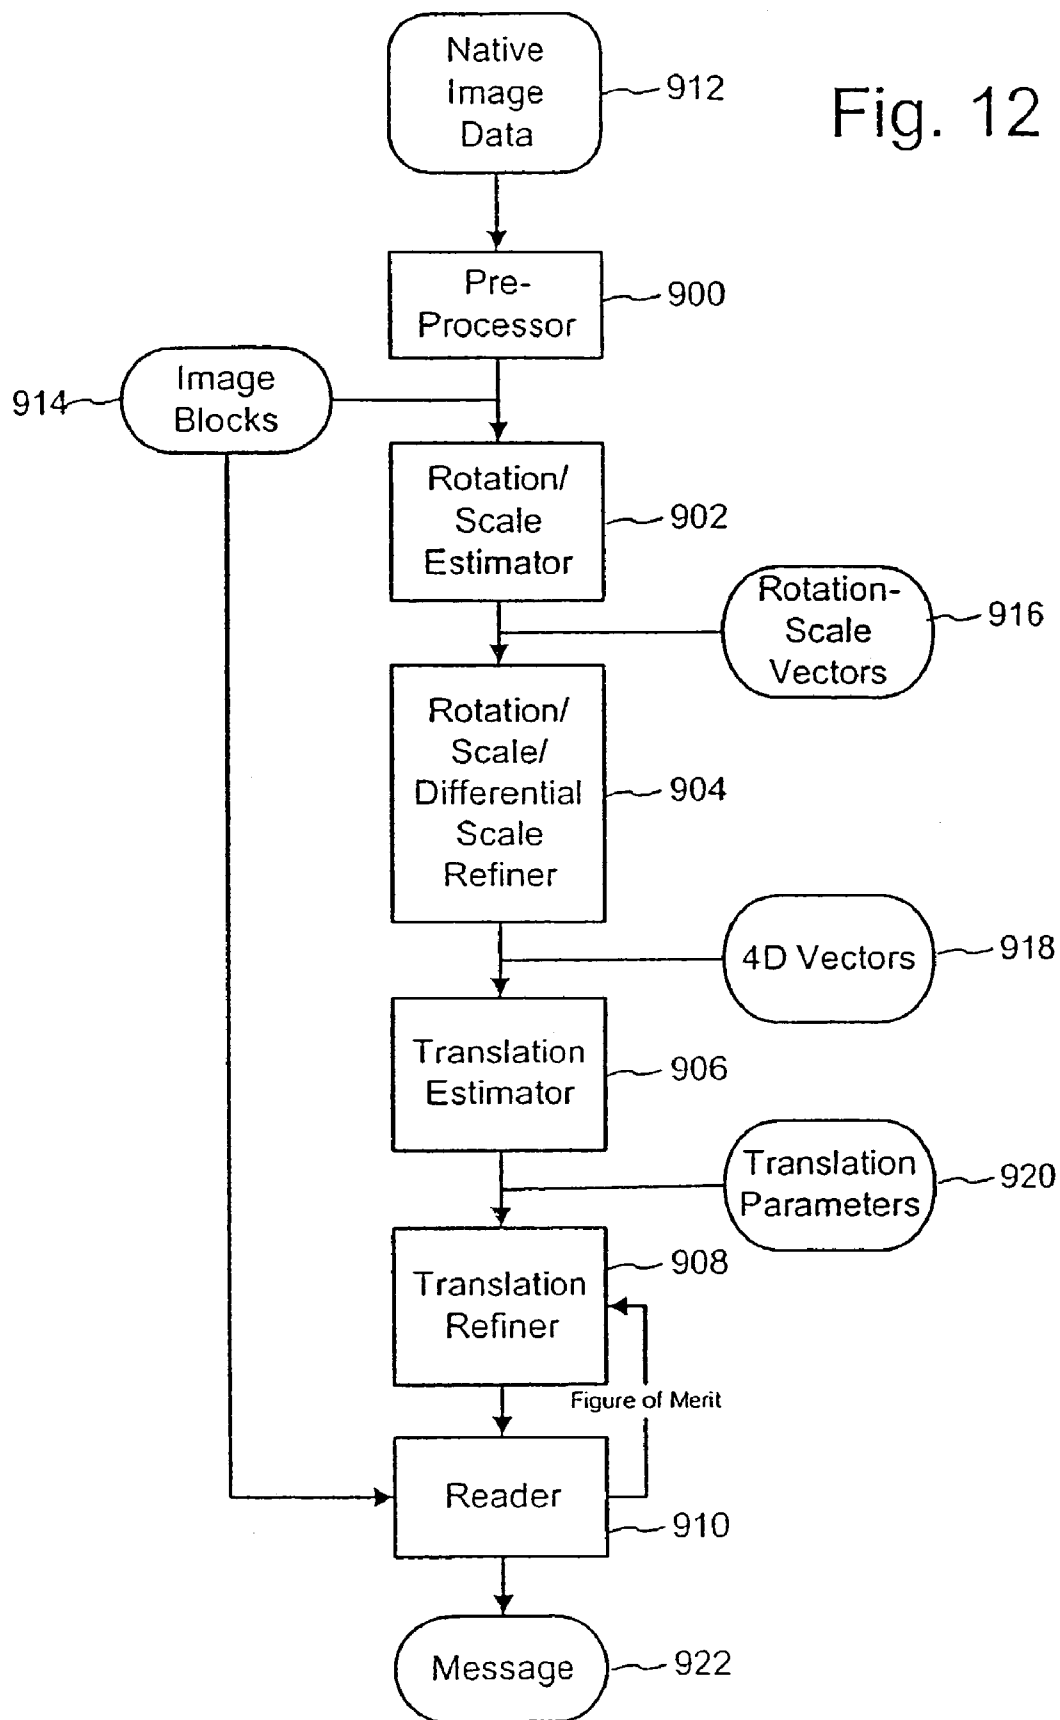 Native
Image
Data
912
Fig. 12
Pre-
Processor
900
914
Image
Blocks
Rotation/
Scale
Estimator
902
Rotation-
Scale
Vectors
916
Rotation/
Scale/
Differential
Scale
Refiner
904
4D Vectors
918
Translation
Estimator
906
Translation
Parameters
920
Translation
Refiner
908
Figure of Merit
Reader
910
Message
922